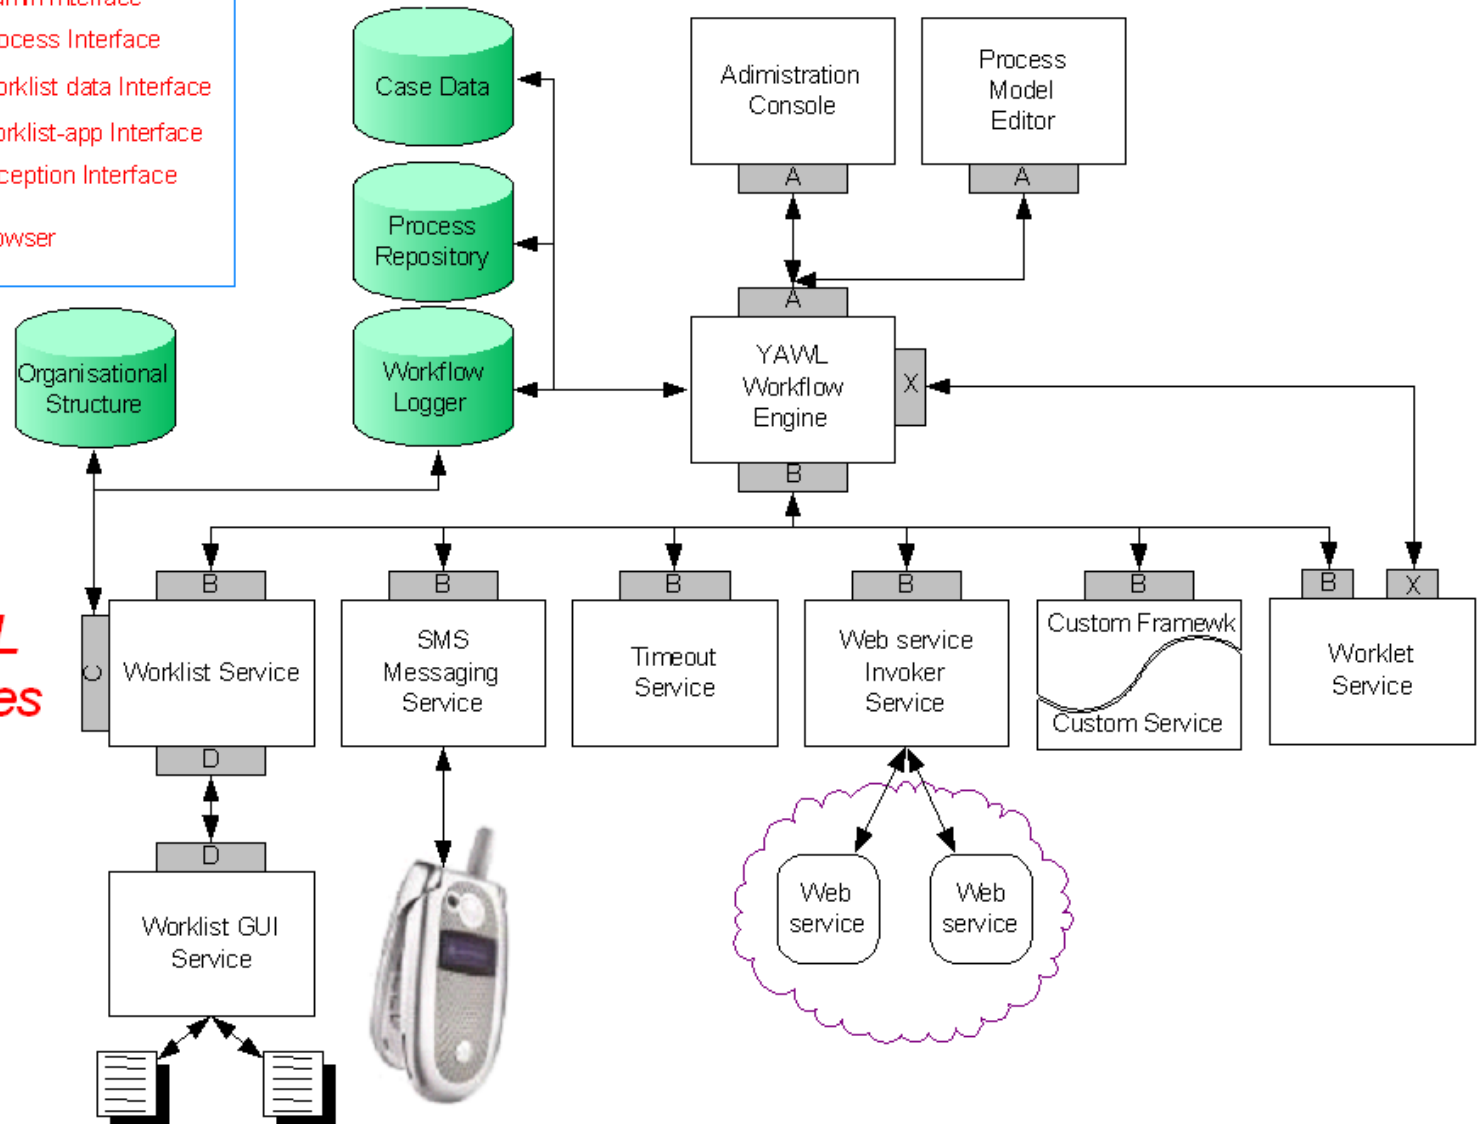 ocess Interface
orklist data Interface
orklist-app Interface
ception Interface
owser
Case Data
Process
Repository
Workflow
Logger
Organisational
Structure
Adimistration
Console
A
Process
Model
Editor
A
A
YAWL
Workflow
Engine
X
B
B
B
B
B
B
B
X
L
es
C
Worklist Service
D
SMS
Messaging
Service
Timeout
Service
Web service
Invoker
Service
Custom Framewk
Custom Service
Worklet
Service
D
Worklist GUI
Service
Web
service
Web
service